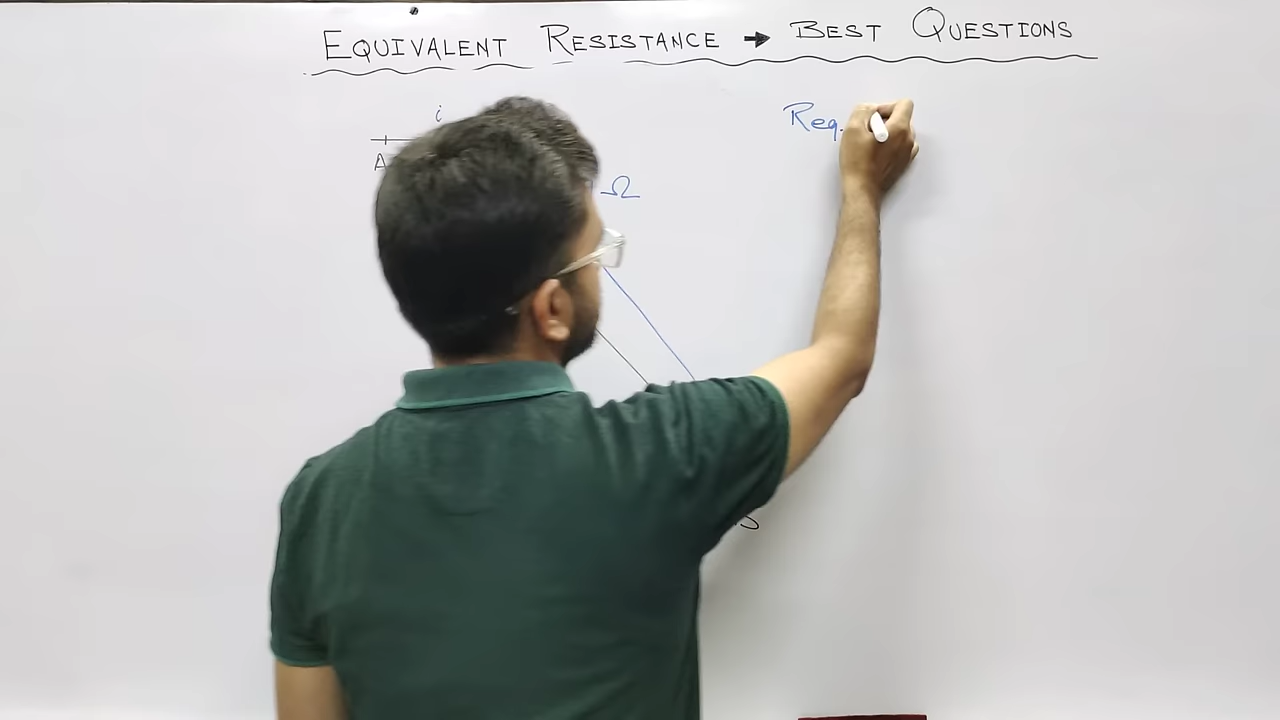 EQUIVALENT RESISTANCE → BEST QUESTIONS
i
Req.
A
Ω